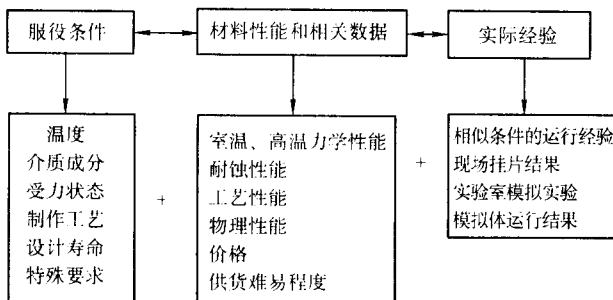 服役条件
材料性能和相关数据
实际经验
温度
介质成分
受力状态
制作工艺
设计寿命
特殊要求
+
室温、高温力学性能
耐蚀性能
工艺性能
物理性能
价格
供货难易程度
+
相似条件的运行经验
现场挂片结果
实验室模拟实验
模拟体运行结果